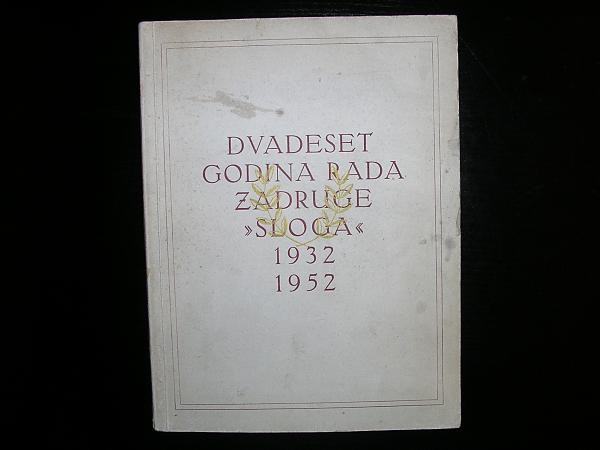 DVADESET
GODINA RADA
ZADRUGE
»SLOGA«
1932
1952